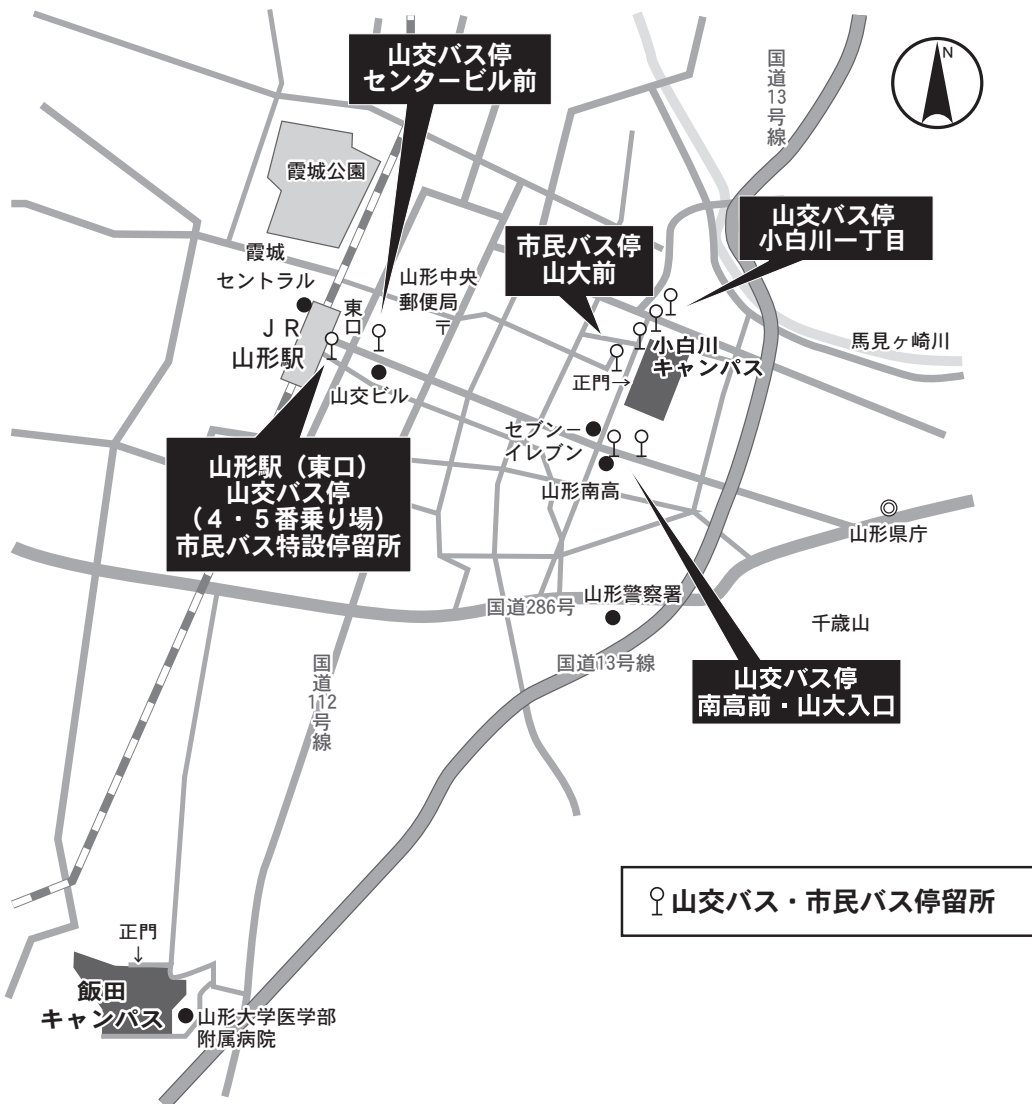 山交バス停
センタービル前
N
国道13号線
霞城公園
山交バス停
小白川一丁目
市民バス停
山大前
霞城
セントラル
山形中央
郵便局
〒
東口
JR
山形駅
馬見ヶ崎川
小白川
キャンパス
正門→
山交ビル
セブン−
イレブン
山形駅（東口）
山交バス停
（4・5番乗り場）
市民バス特設停留所
山形南高
山形県庁
国道286号
山形警察署
千歳山
国道13号線
国道112号線
山交バス停
南高前・山大入口
山交バス・市民バス停留所
正門
↓
飯田
キャンパス
山形大学医学部
附属病院